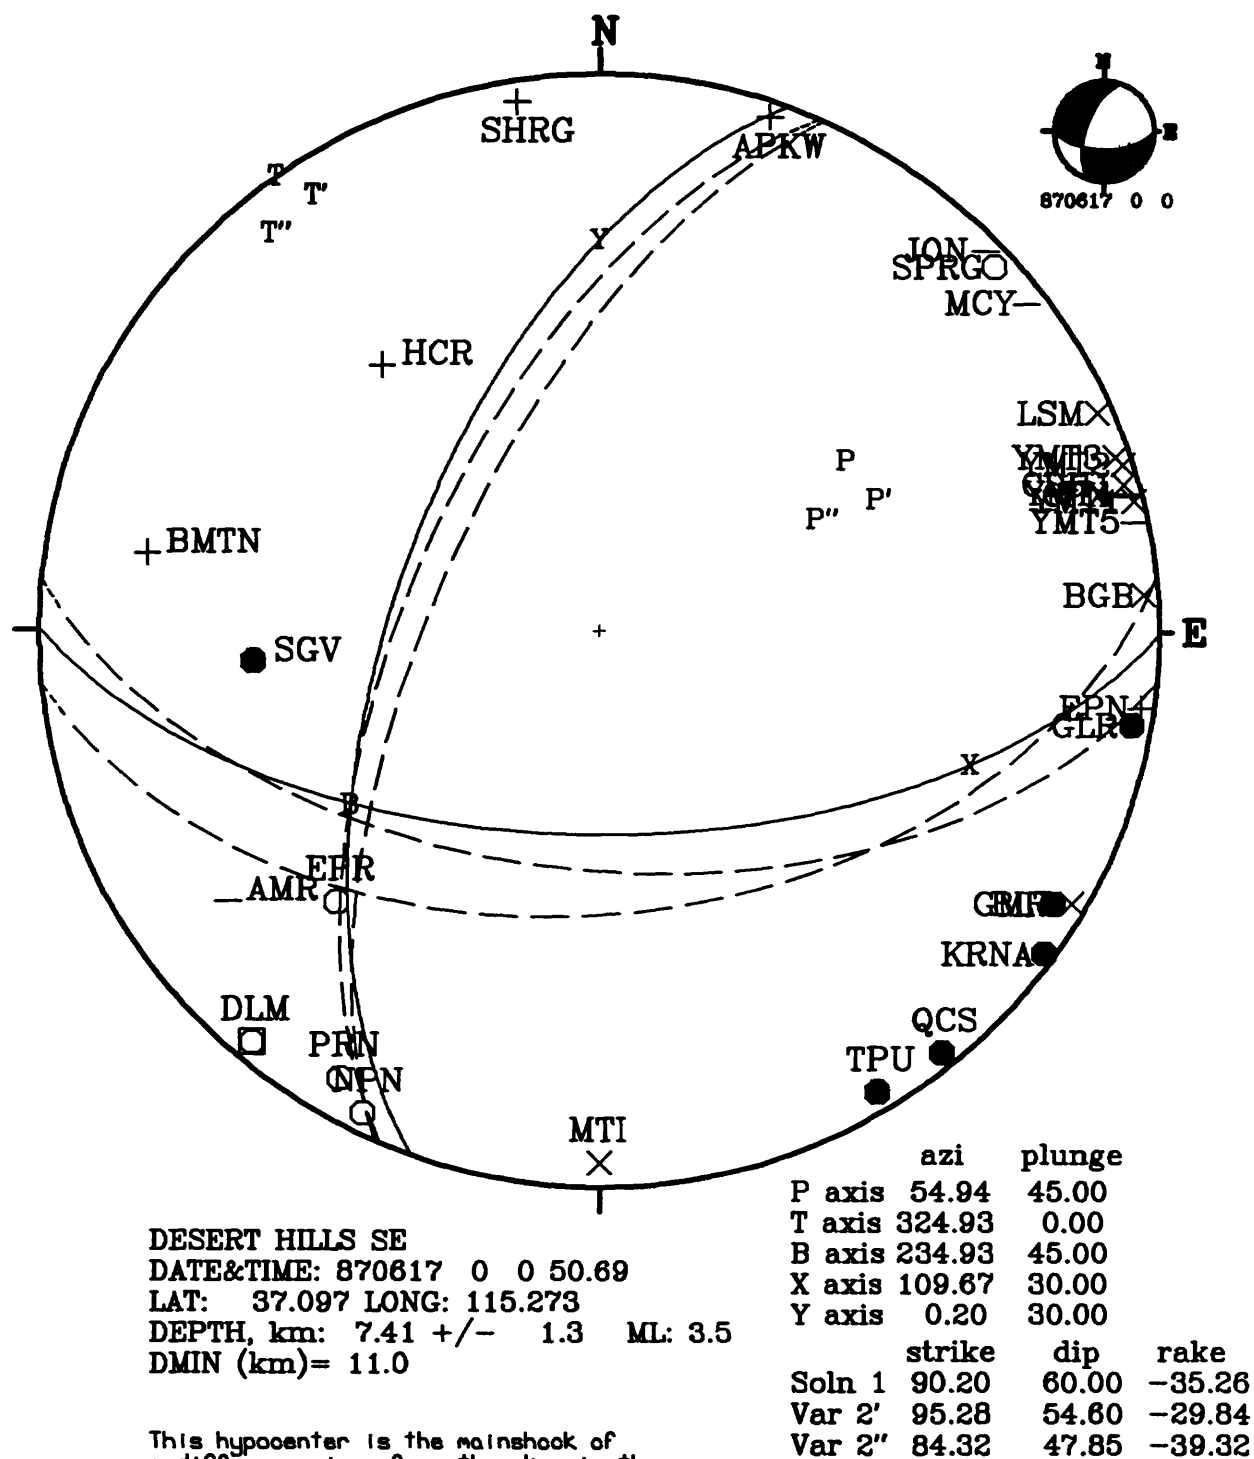 N
N
E
870617 0 0
SHRG
APKW
T
T'
T''
Y
JON
SPRG
MCY
HCR
LSM
P
P'
P''
YMT5
BMTN
BGB
SGV
E
EPN
GLR
X
B
EPR
AMR
KRNA
DLM
QCS
PRN
NPN
TPU
MTI
azi plunge
P axis 54.94 45.00
T axis 324.93 0.00
B axis 234.93 45.00
X axis 109.67 30.00
Y axis 0.20 30.00
DESERT HILLS SE
DATE&TIME: 870617 0 0 50.69
LAT: 37.097 LONG: 115.273
DEPTH, km: 7.41 +/- 1.3 ML: 3.5
DMIN (km)= 11.0
strike dip rake
Soln 1 90.20 60.00 -35.26
Var 2' 95.28 54.60 -29.84
Var 2'' 84.32 47.85 -39.32
This hypocenter is the mainshock of